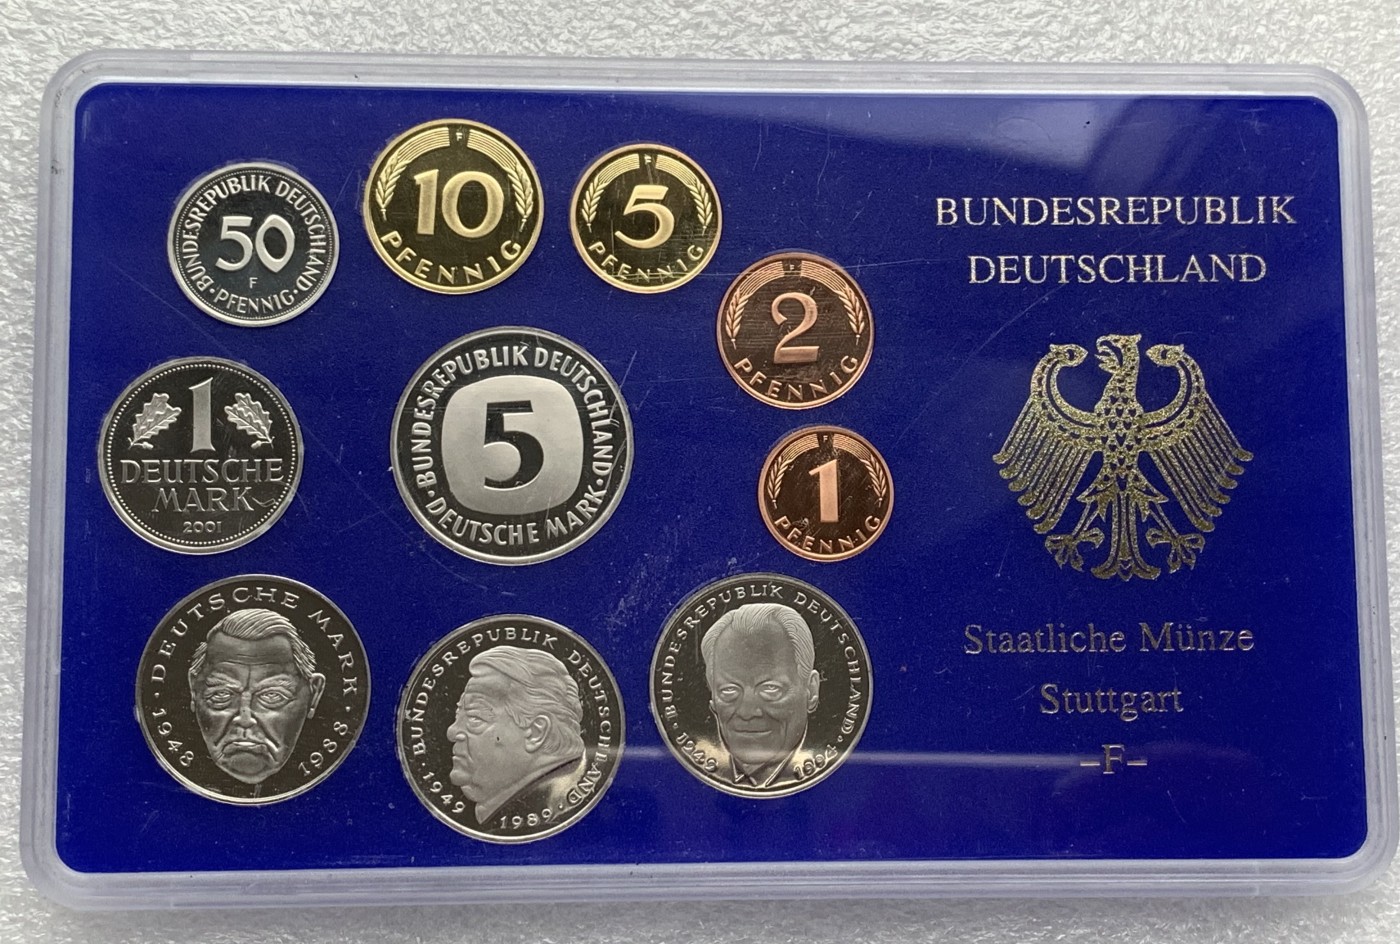 BUNDESREPUBLIK DEUTSCHLAND
50
F
PFENNIG
F
10
PFENNIG
F
5
PFENNIG
F
2
PFENNIG
F
1
PFENNIG
1
DEUTSCHE
MARK
2001
BUNDESREPUBLIK DEUTSCHLAND
5
DEUTSCHE MARK
DEUTSCHE MARK
1948 1988
BUNDESREPUBLIK DEUTSCHLAND
1949 1989
BUNDESREPUBLIK DEUTSCHLAND
1949 1994
BUNDESREPUBLIK
DEUTSCHLAND
Staatliche Münze
Stuttgart
–F–